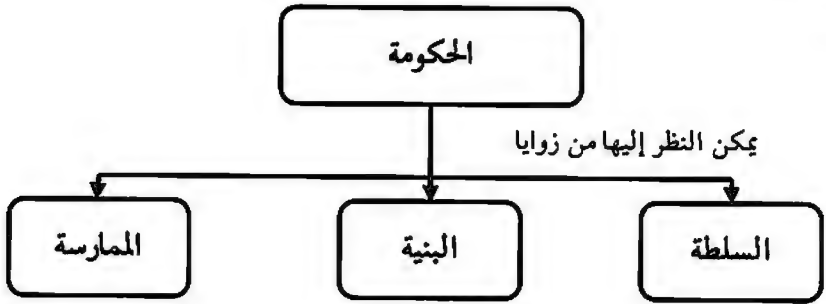 الحكومة
يمكن النظر إليها من زوايا
السلطة
البنية
الممارسة